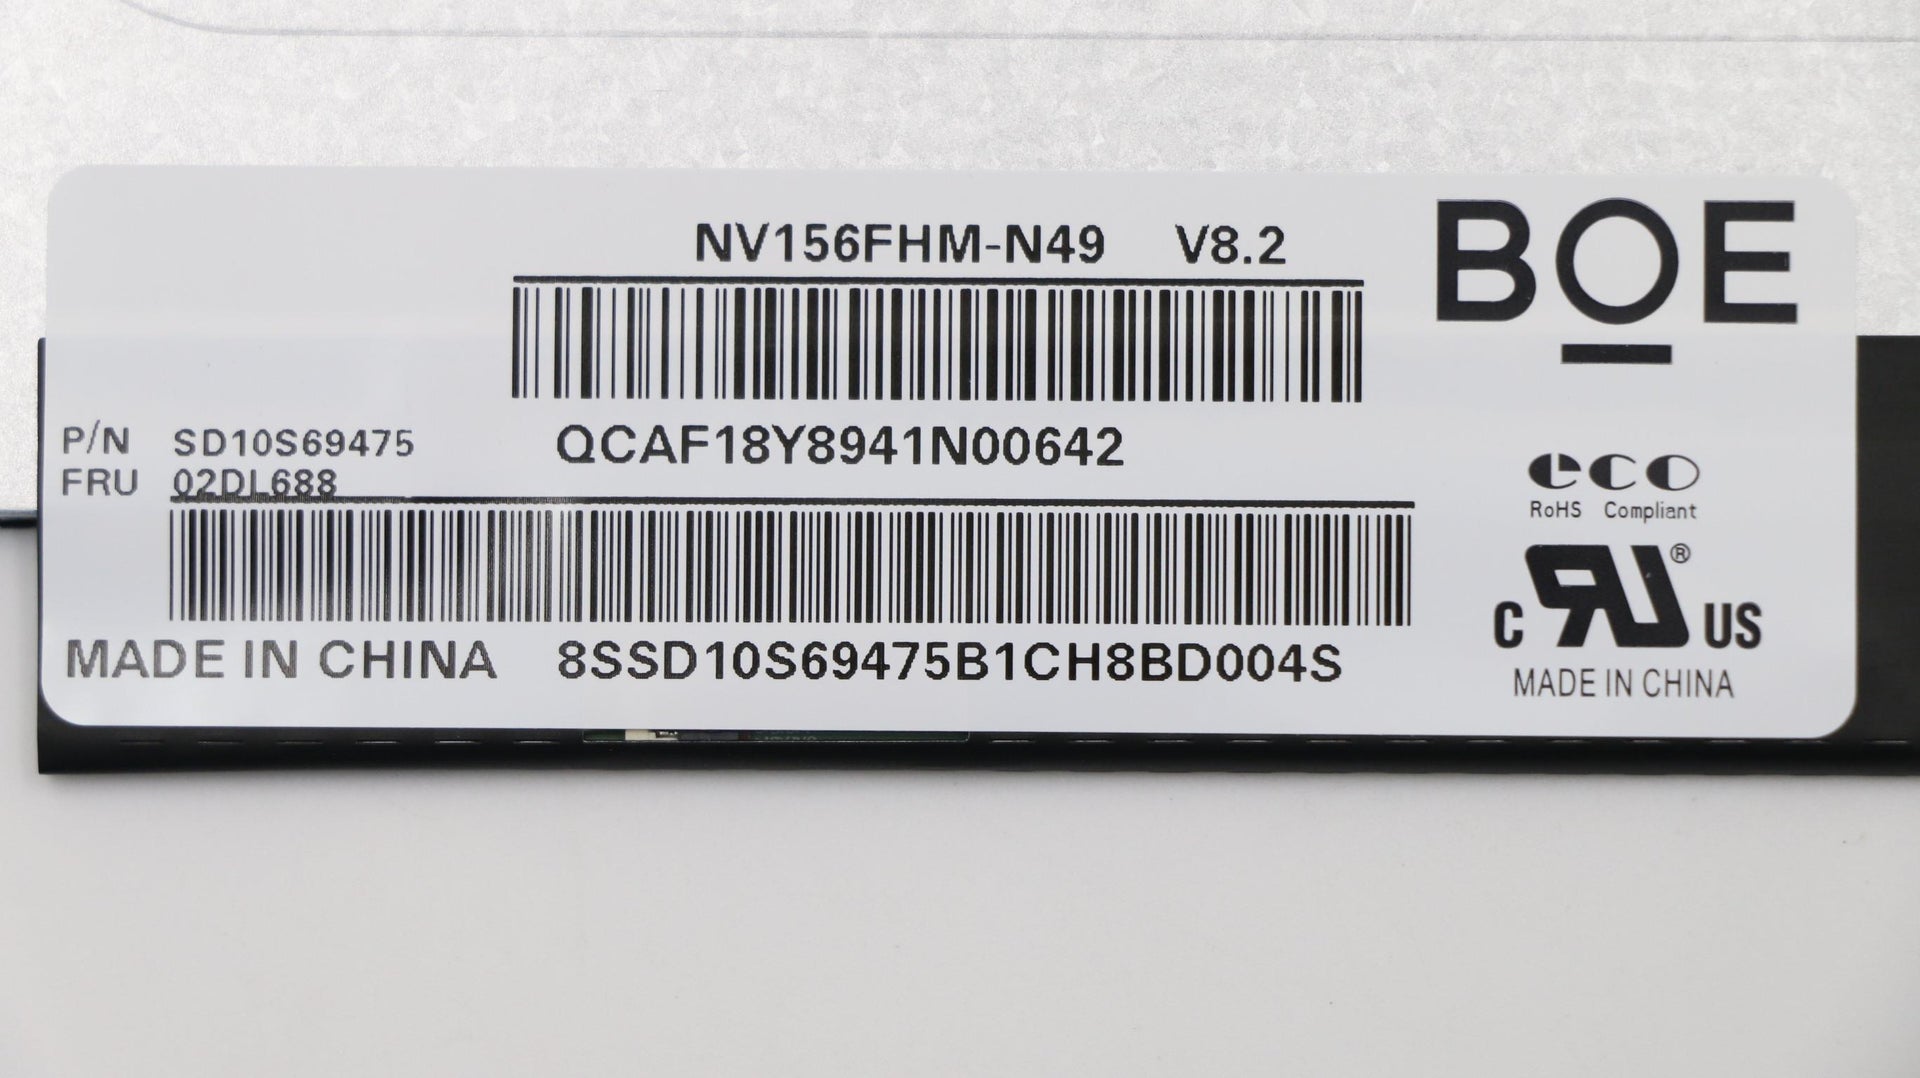 NV156FHM-N49 V8.2
BOE
P/N SD10S69475
QCAF18Y8941N00642
FRU 02DL688
eco
RoHS Compliant
c RU ® US
MADE IN CHINA 8SSD10S69475B1CH8BD004S
MADE IN CHINA